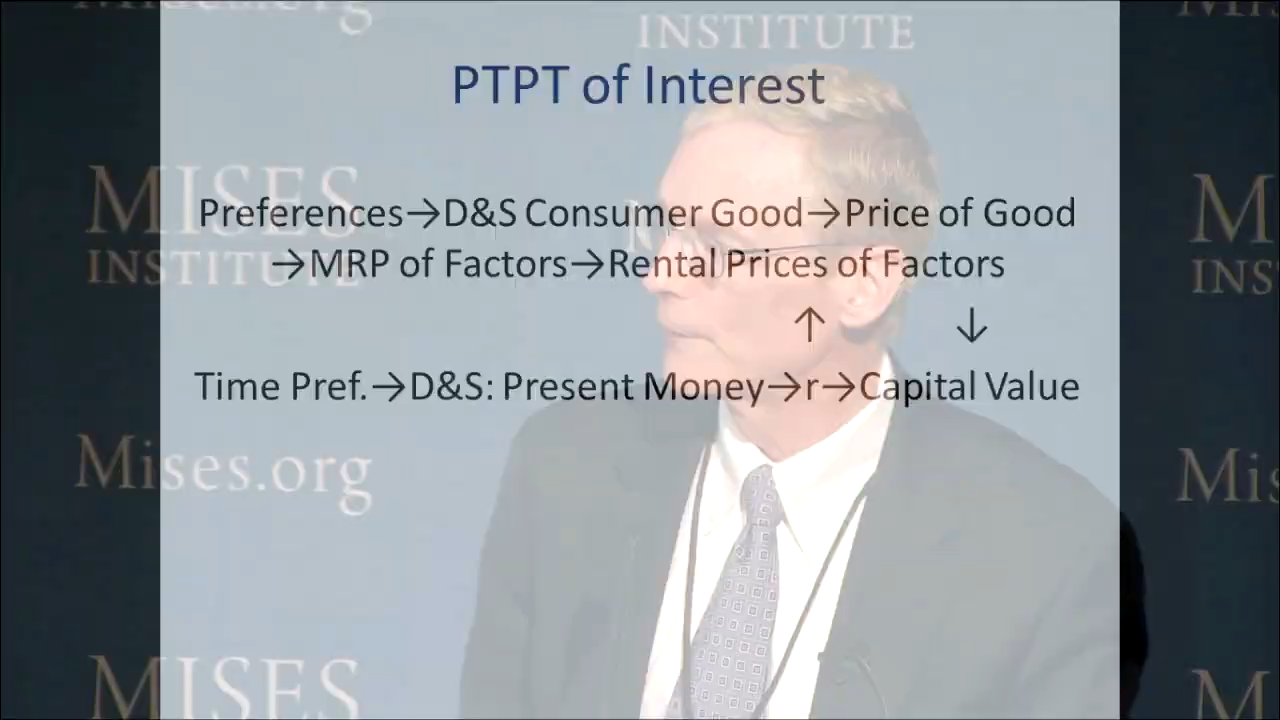 Mises.org
INSTITUTE
PTPT of Interest
MISES
INSTITUTE
Preferences→D&S Consumer Good→Price of Good
→MRP of Factors→Rental Prices of Factors
↑ ↓
Time Pref.→D&S: Present Money→r→Capital Value
M
INS
Mises.org
Mis
MISES
M